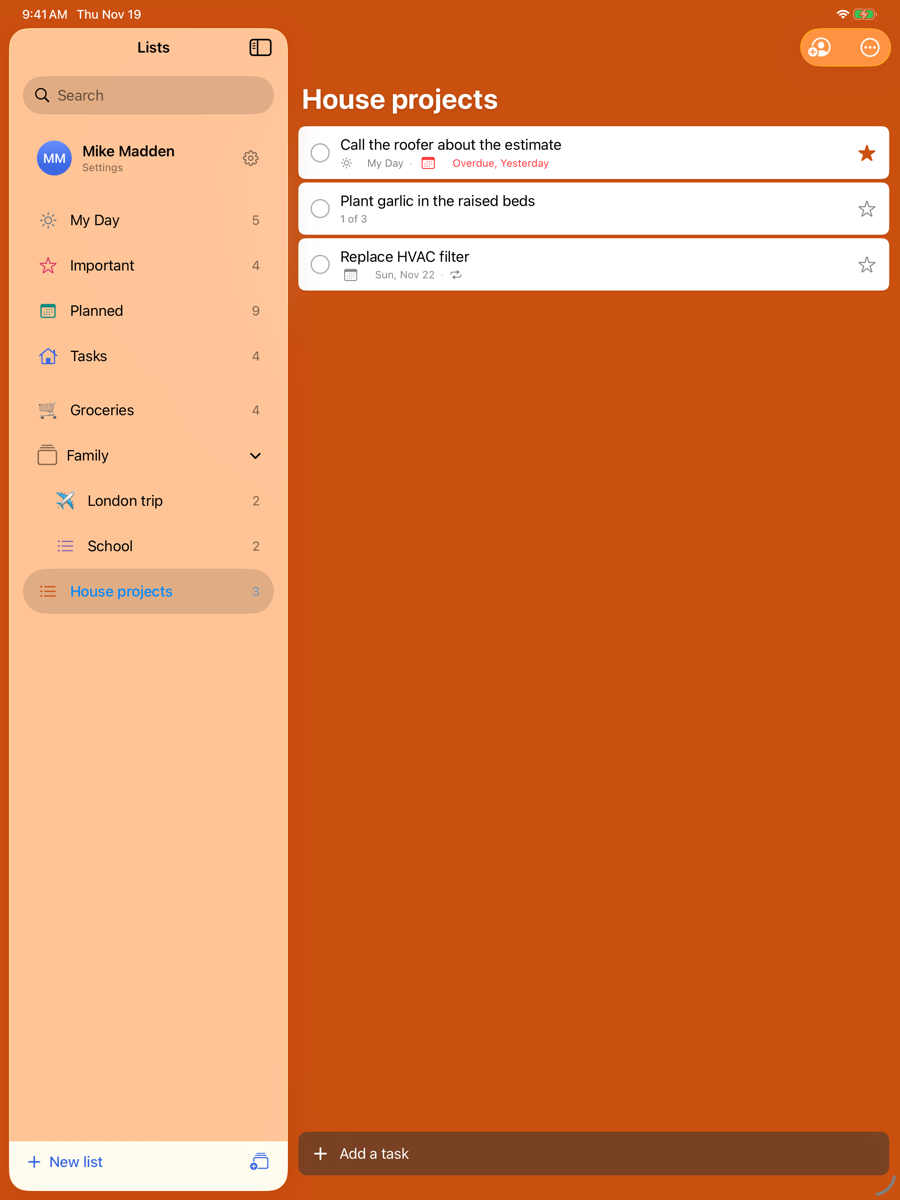 9:41 AM Thu Nov 19
Lists
Search
MM
Mike Madden
Settings
My Day 5
Important 4
Planned 9
Tasks 4
Groceries 4
Family
London trip 2
School 2
House projects 3
New list
House projects
Call the roofer about the estimate
My Day · Overdue, Yesterday
Plant garlic in the raised beds
1 of 3
Replace HVAC filter
Sun, Nov 22 ·
Add a task